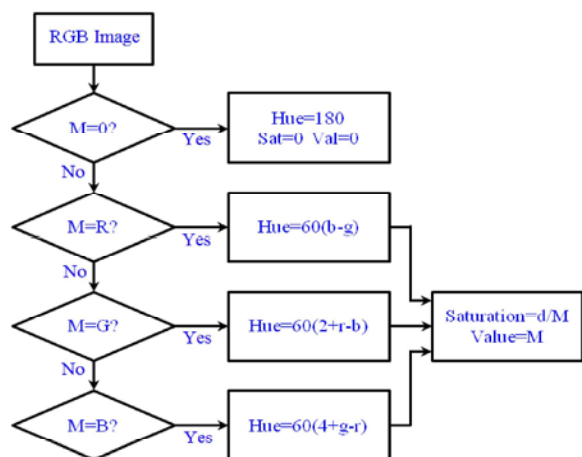 RGB Image
M=0?
Yes
Hue=180
Sat=0 Val=0
No
M=R?
Yes
Hue=60(b-g)
No
M=G?
Yes
Hue=60(2+r-b)
Saturation=d/M
Value=M
No
M=B?
Yes
Hue=60(4+g-r)